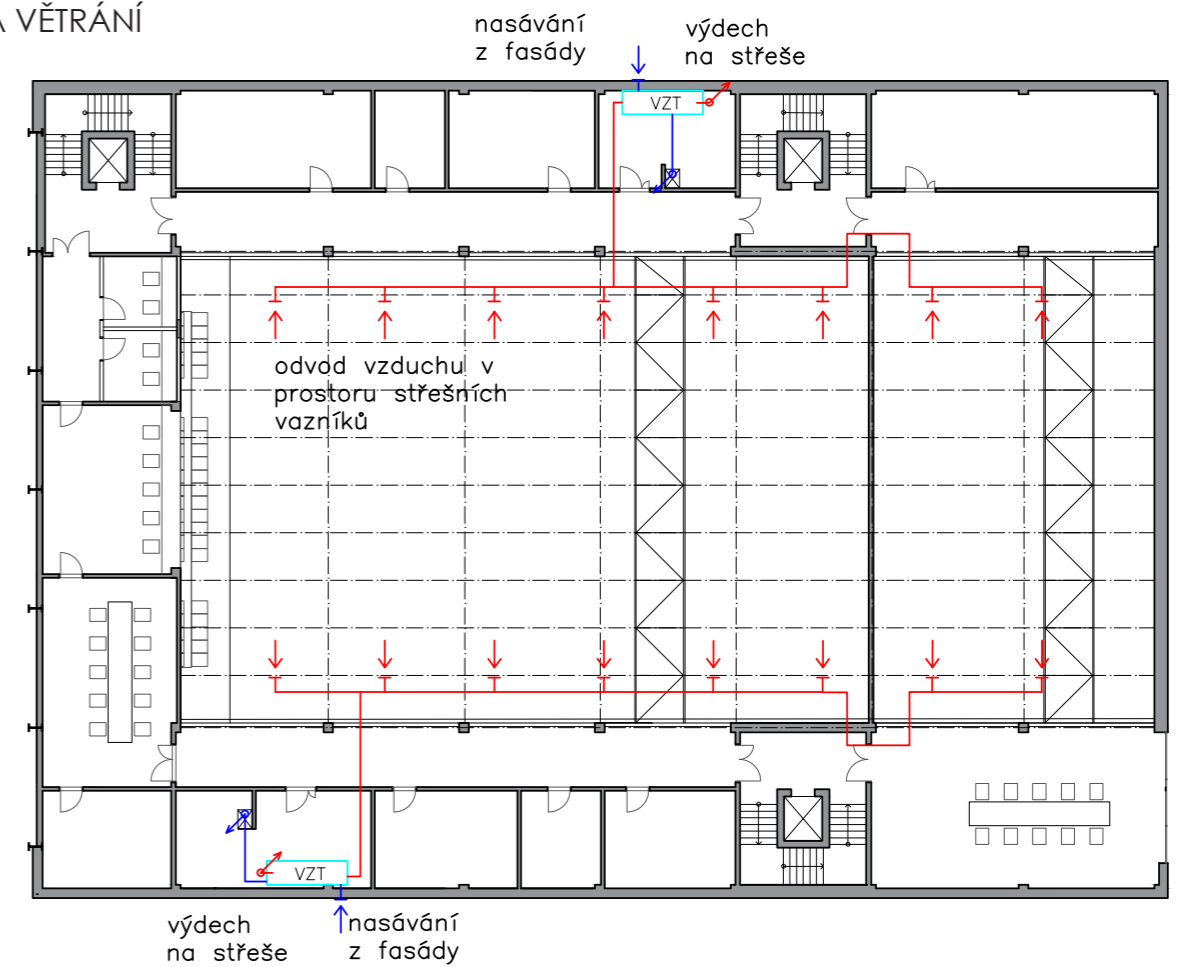 A VĚTRÁNÍ
nasávání
z fasády
výdech
na střeše
VZT
odvod vzduchu v
prostoru střešních
vazníků
VZT
výdech
na střeše
nasávání
z fasády